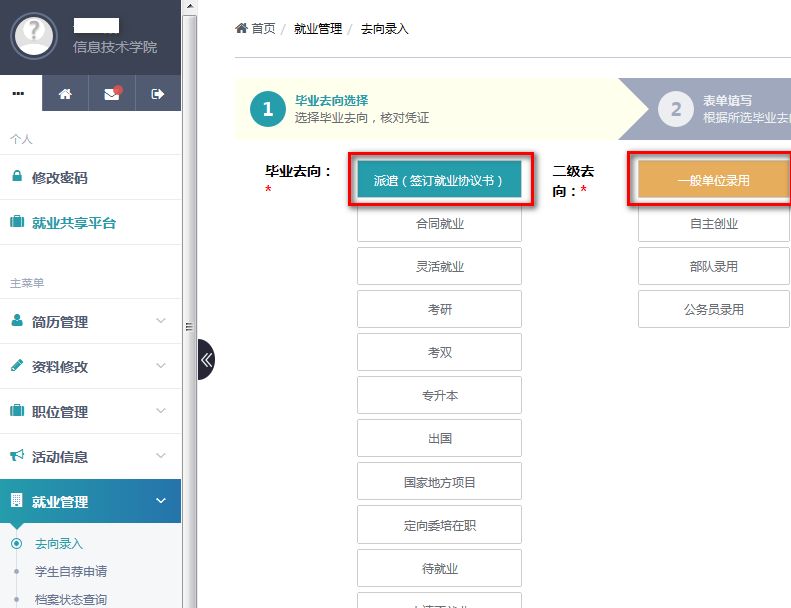 信息技术学院
个人
修改密码
就业共享平台
主菜单
简历管理
资料修改
职位管理
活动信息
就业管理
去向录入
学生自荐申请
档案状态查询
首页 / 就业管理 / 去向录入
1 毕业去向选择
选择毕业去向，核对凭证
2 表单填写
根据所选毕业去向
毕业去向：
*
派遣（签订就业协议书）
合同就业
灵活就业
考研
考双
专升本
出国
国家地方项目
定向委培在职
待就业
二级去
向：*
一般单位录用
自主创业
部队录用
公务员录用